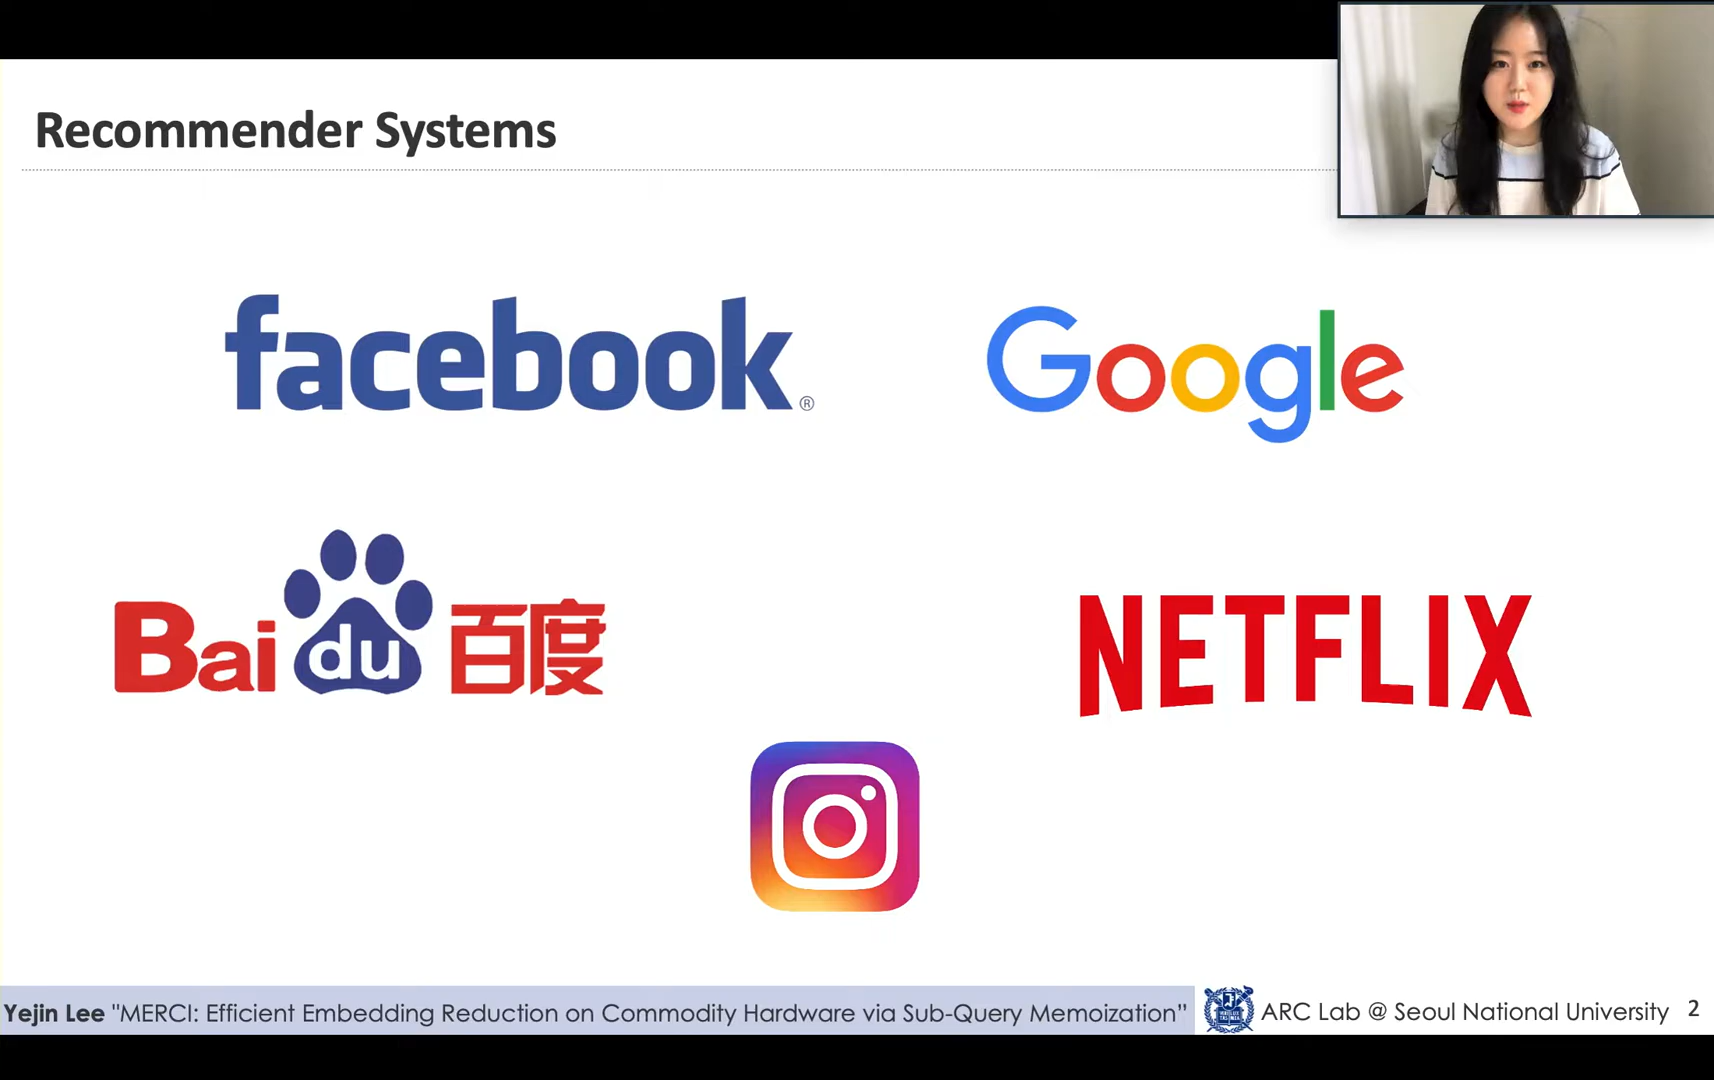 Recommender Systems
facebook®
Google
Bai du 百度
NETFLIX
Yejin Lee "MERCI: Efficient Embedding Reduction on Commodity Hardware via Sub-Query Memoization”
ARC Lab @ Seoul National University 2